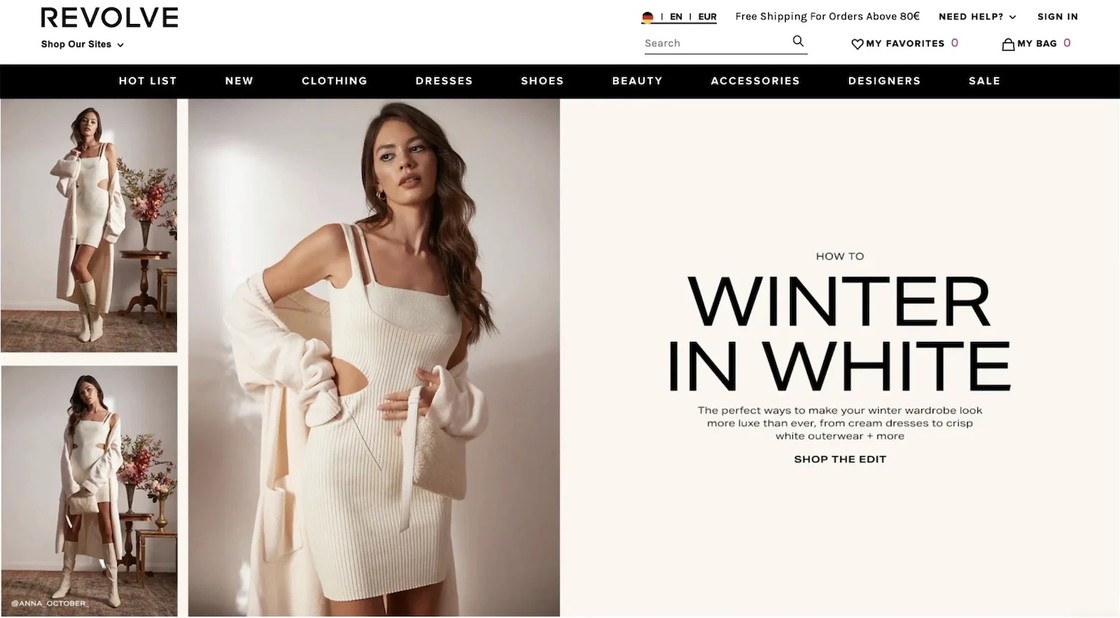 REVOLVE
| EN | EUR
Free Shipping For Orders Above 80€
NEED HELP?
SIGN IN
Shop Our Sites
Search
MY FAVORITES 0
MY BAG 0
HOT LIST
NEW
CLOTHING
DRESSES
SHOES
BEAUTY
ACCESSORIES
DESIGNERS
SALE
HOW TO
WINTER
IN WHITE
The perfect ways to make your winter wardrobe look
more luxe than ever, from cream dresses to crisp
white outerwear + more
SHOP THE EDIT
@ANNA_OCTOBER_